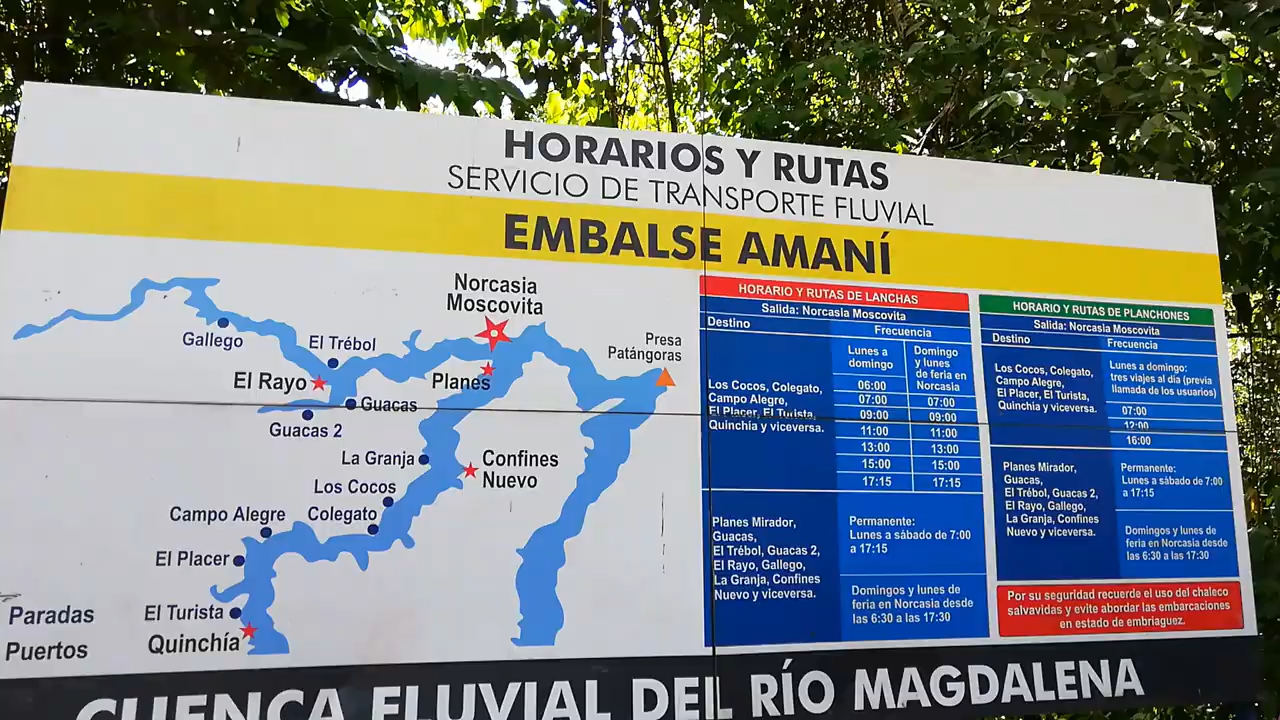 HORARIOS Y RUTAS
SERVICIO DE TRANSPORTE FLUVIAL
EMBALSE AMANÍ
Norcasia
Moscovita
Gallego
El Trébol
El Rayo
Planes
Presa
Patángoras
Guacas
Guacas 2
La Granja
Confines
Nuevo
Los Cocos
Campo Alegre
Colegato
El Placer
El Turista
Quinchía
Paradas
Puertos
HORARIO Y RUTAS DE LANCHAS
Salida: Norcasia Moscovita
Destino
Frecuencia
Lunes a
domingo
Domingo
y lunes
de feria en
Norcasia
Los Cocos, Colegato,
Campo Alegre,
El Placer, El Turista,
Quinchía y viceversa.
06:00
07:00 07:00
09:00 09:00
11:00 11:00
13:00 13:00
15:00 15:00
17:15 17:15
Planes Mirador,
Guacas,
El Trébol, Guacas 2,
El Rayo, Gallego,
La Granja, Confines
Nuevo y viceversa.
Permanente:
Lunes a sábado de 7:00
a 17:15
Domingos y lunes de
feria en Norcasia desde
las 6:30 a las 17:30
HORARIO Y RUTAS DE PLANCHONES
Salida: Norcasia Moscovita
Destino
Frecuencia
Los Cocos, Colegato,
Campo Alegre,
El Placer, El Turista,
Quinchia y viceversa.
Lunes a domingo:
tres viajes al día (previa
llamada de los usuarios)
07:00
12:00
16:00
Planes Mirador,
Guacas,
El Trébol, Guacas 2,
El Rayo, Gallego,
La Granja, Confines
Nuevo y viceversa.
Permanente:
Lunes a sábado de 7:00
a 17:15
Domingos y lunes de
feria en Norcasia desde
las 6:30 a las 17:30
Por su seguridad recuerde el uso del chaleco
salvavidas y evite abordar las embarcaciones
en estado de embriaguez.
CUENCA FLUVIAL DEL RÍO MAGDALENA